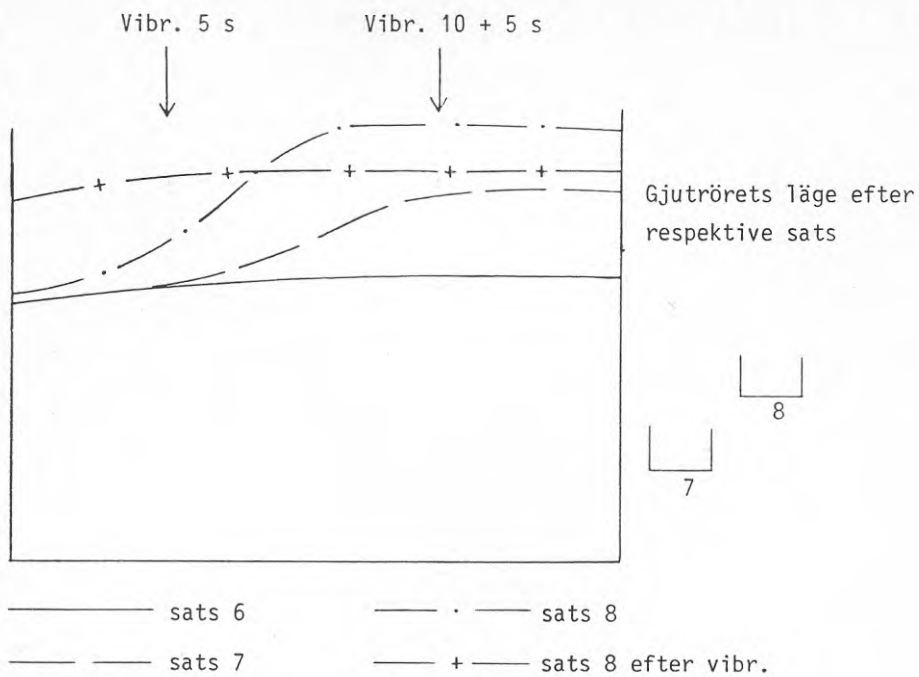 Vibr. 5 s
Vibr. 10 + 5 s
Gjutrörets läge efter
respektive sats
8
7
sats 6
sats 8
sats 7
sats 8 efter vibr.